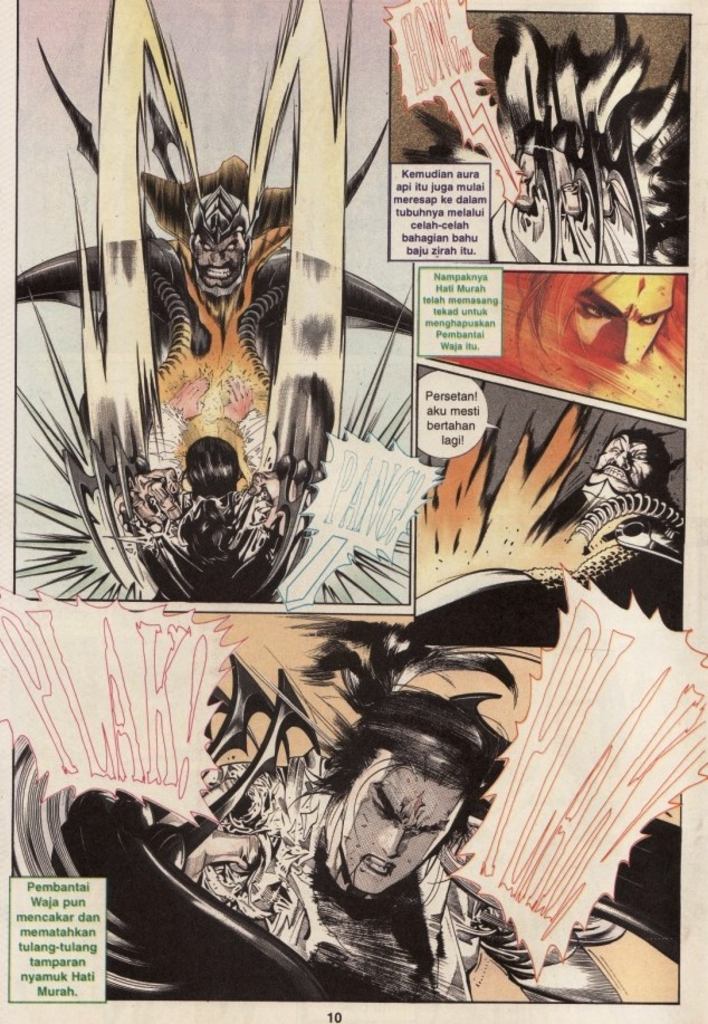 HONG...
Kemudian aura
api itu juga mulai
meresap ke dalam
tubuhnya melalui
celah-celah
bahagian bahu
baju zirah itu.
Nampaknya
Hati Murah
telah memasang
tekad untuk
menghapuskan
Pembantai
Waja itu.
Persetan!
aku mesti
bertahan
lagi!
PANG!
PLAK!
PLAK!
Pembantai
Waja pun
mencakar dan
mematahkan
tulang-tulang
tamparan
nyamuk Hati
Murah.
10